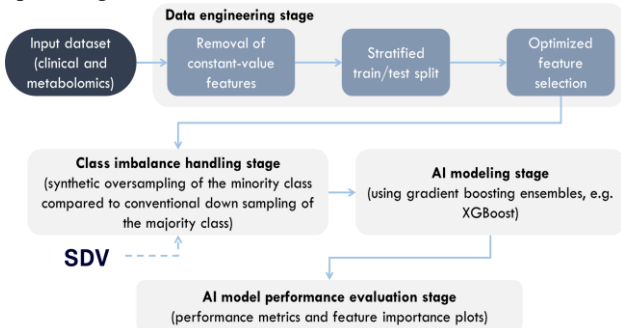 Data engineering stage
Input dataset
(clinical and
metabolomics)
Removal of
constant-value
features
Stratified
train/test split
Optimized
feature
selection
Class imbalance handling stage
(synthetic oversampling of the minority class
compared to conventional down sampling of
the majority class)
AI modeling stage
(using gradient boosting ensembles, e.g.
XGBoost)
SDV
AI model performance evaluation stage
(performance metrics and feature importance plots)